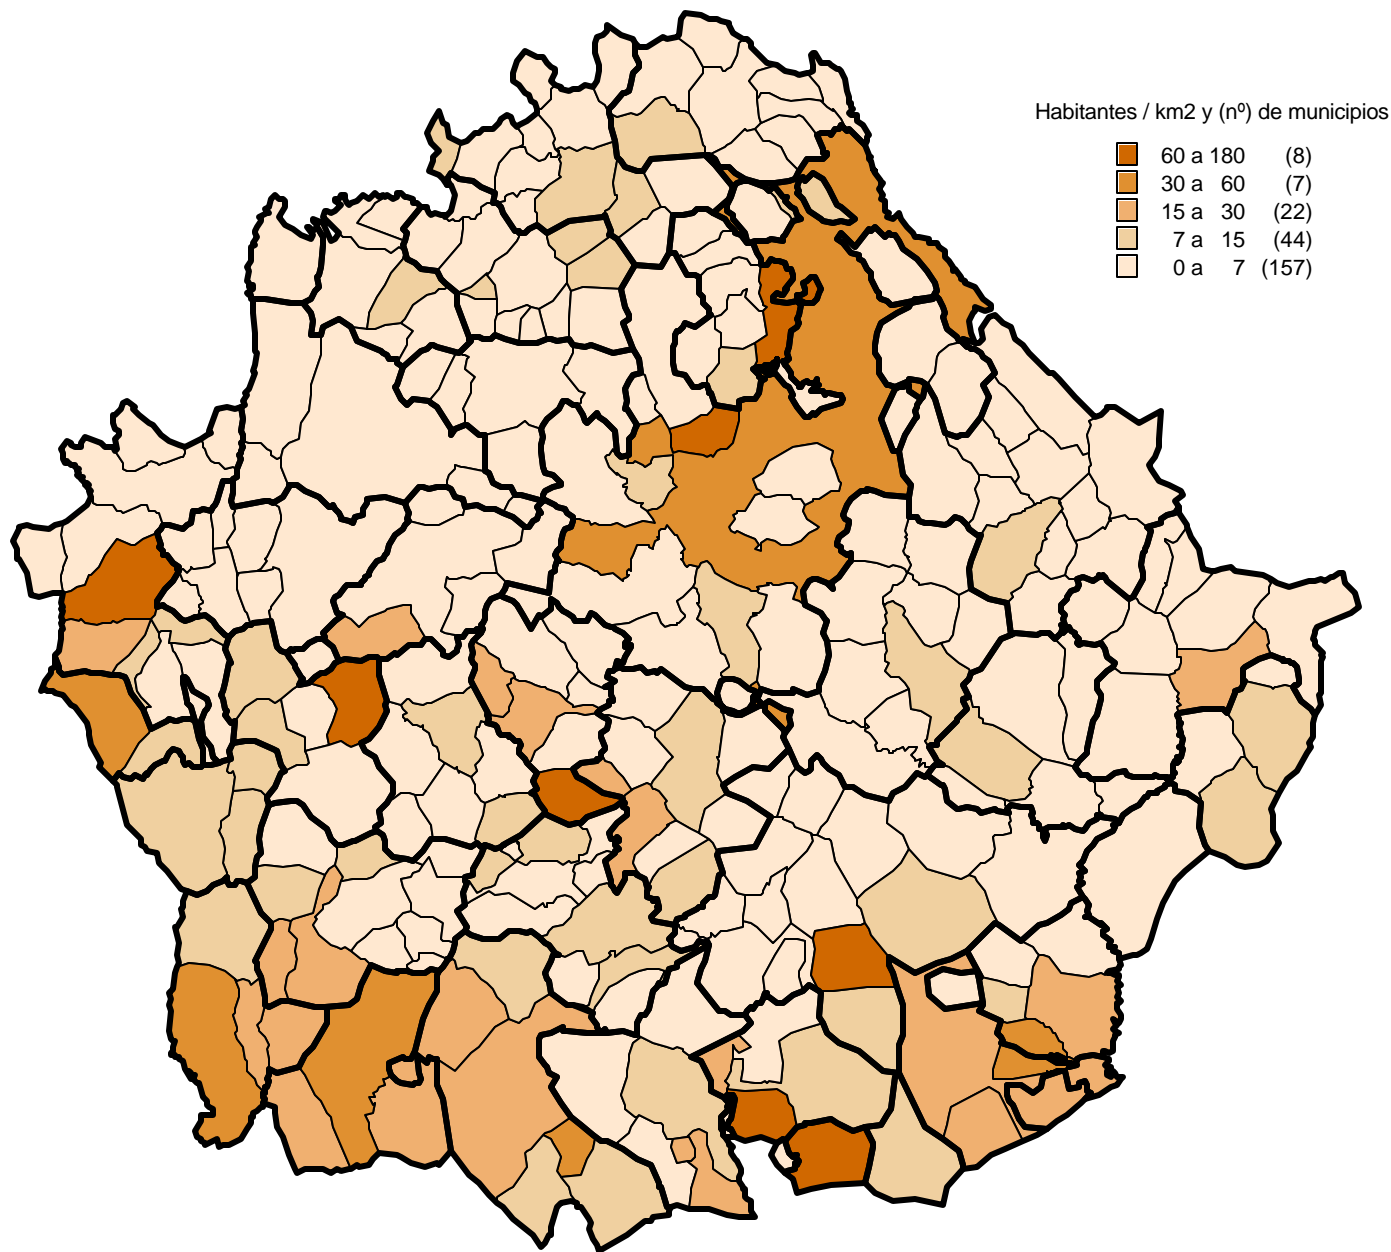 Habitantes / km2 y (nº) de municipios
60 a 180 (8)
30 a 60 (7)
15 a 30 (22)
7 a 15 (44)
0 a 7 (157)